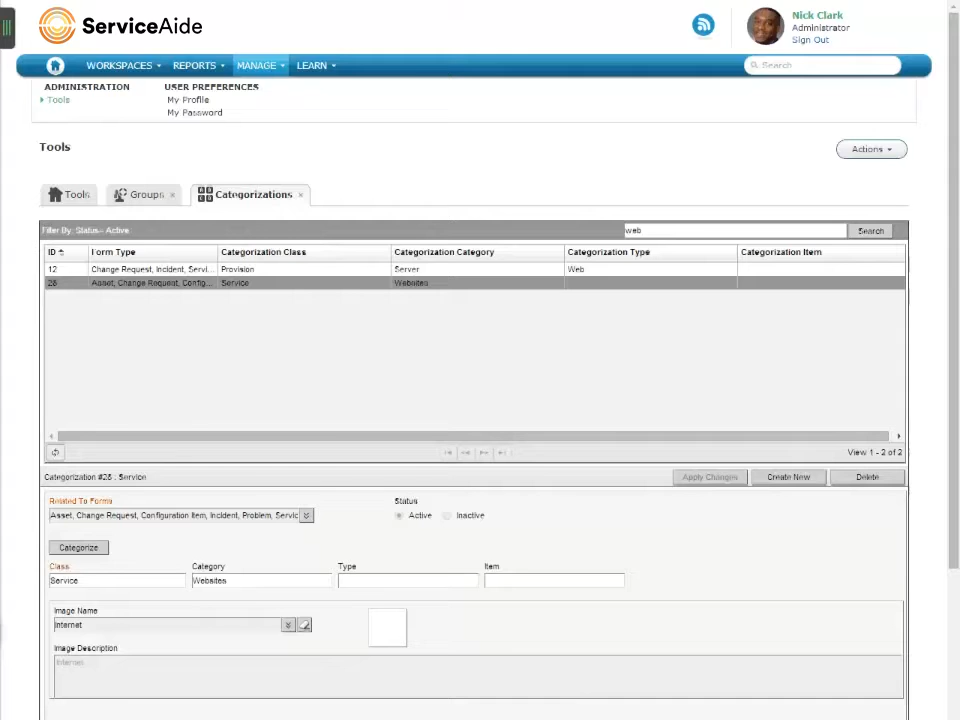 ServiceAide
Nick Clark
Administrator
Sign Out
WORKSPACES REPORTS MANAGE LEARN
Search
ADMINISTRATION USER PREFERENCES
Tools My Profile
My Password
Tools
Actions
Tools Groups × Categorizations ×
Filter By: Status-- Active web Search
ID Form Type Categorization Class Categorization Category Categorization Type Categorization Item
12 Change Request, Incident, Servi... Provision Server Web
28 Asset, Change Request, Config... Service Websites
View 1 - 2 of 2
Categorization #28 : Service Apply Changes Create New Delete
Related To Forms Status
Asset, Change Request, Configuration Item, Incident, Problem, Servic Active Inactive
Categorize
Class Category Type Item
Service Websites
Image Name
Internet
Image Description
Internet